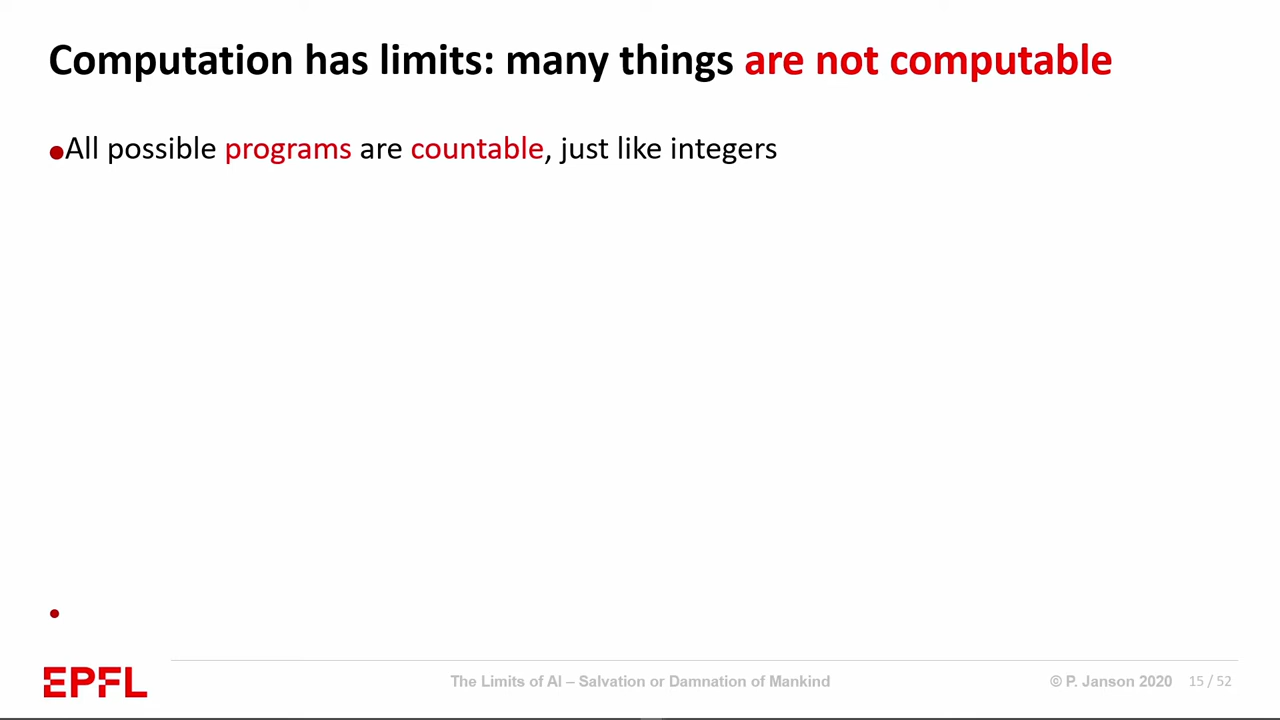 Computation has limits: many things are not computable
•All possible programs are countable, just like integers
•
EPFL
The Limits of AI – Salvation or Damnation of Mankind
© P. Janson 2020
15 / 52